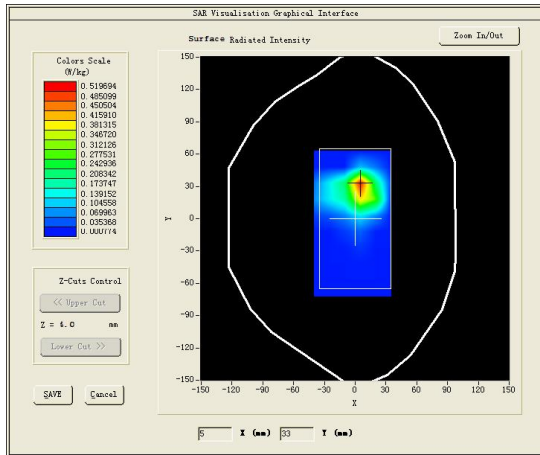 SAR Visualisation Graphical Interface
Surface Radiated Intensity
Zoom In/Out
Colors Scale
(W/kg)
0.519694
0.485099
0.450504
0.415910
0.381315
0.346720
0.312126
0.277531
0.242936
0.208342
0.173747
0.139152
0.104558
0.069963
0.035368
0.000774
Z-Cuts Control
<< Upper Cut
Z = 4.0 mm
Lower Cut >>
SAVE Cancel
150
120
90
60
30
0
-30
-60
-90
-120
-150
Y
-150 -120 -90 -60 -30 0 30 60 90 120 150
X
5 X (mm) 33 Y (mm)